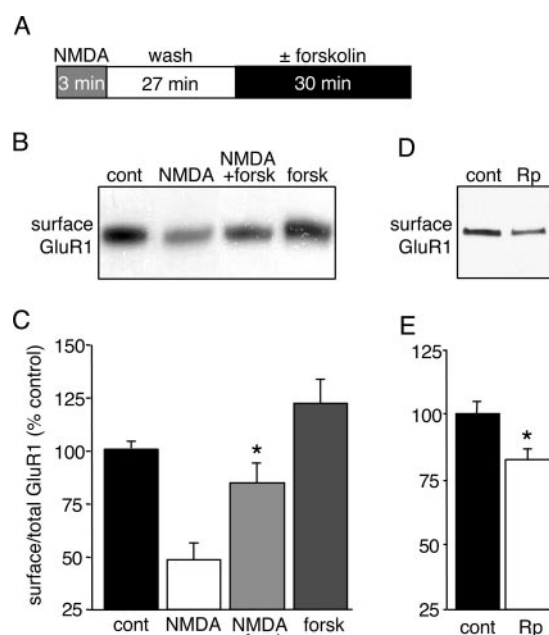 A
NMDA wash ± forskolin
3 min 27 min 30 min
B
cont NMDA NMDA +forsk forsk
surface GluR1
D
cont Rp
surface GluR1
C
surface/total GluR1 (% control)
150
125
100
75
50
25
*
cont NMDA NMDA forsk
E
125
100
75
50
25
*
cont Rp